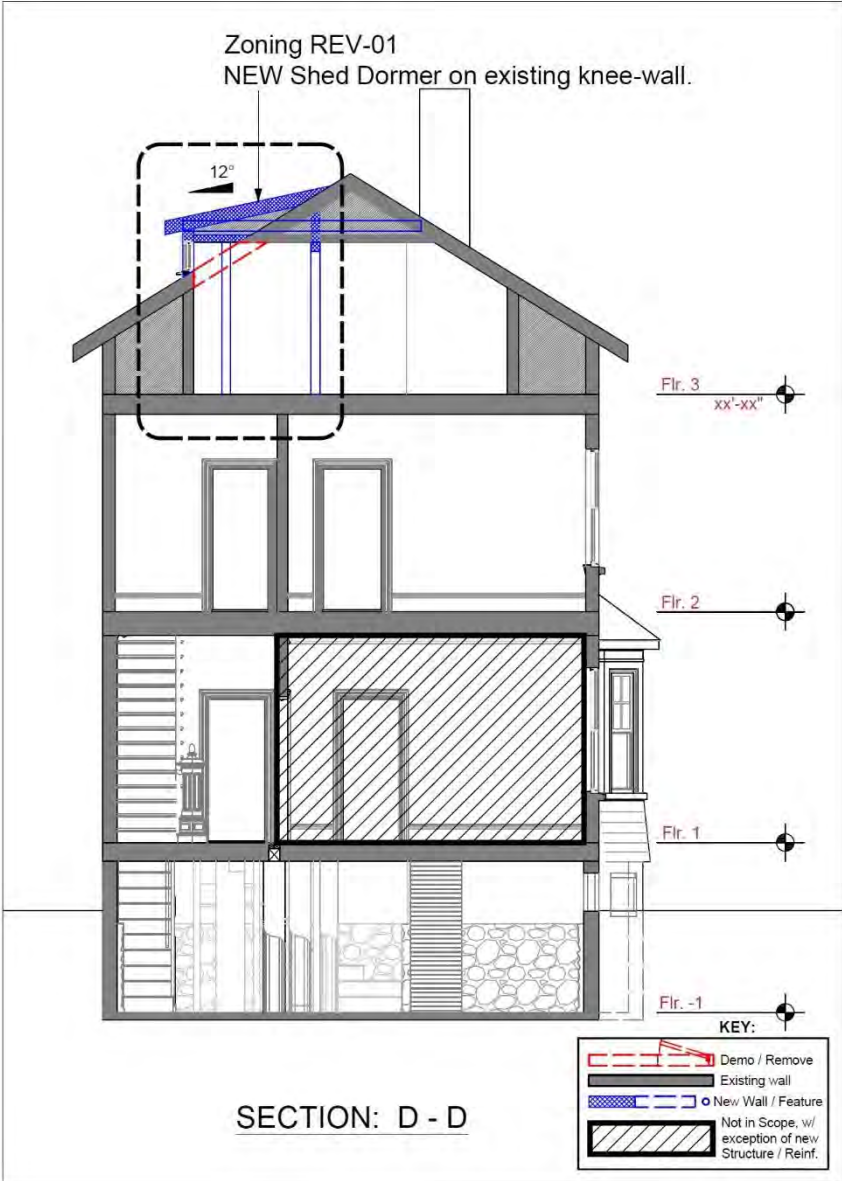 Zoning REV-01
NEW Shed Dormer on existing knee-wall.
12°
Flr. 3
xx'-xx"
Flr. 2
Flr. 1
Flr. -1
KEY:
Demo / Remove
Existing wall
New Wall / Feature
Not in Scope, w/
exception of new
Structure / Reinf.
SECTION: D - D